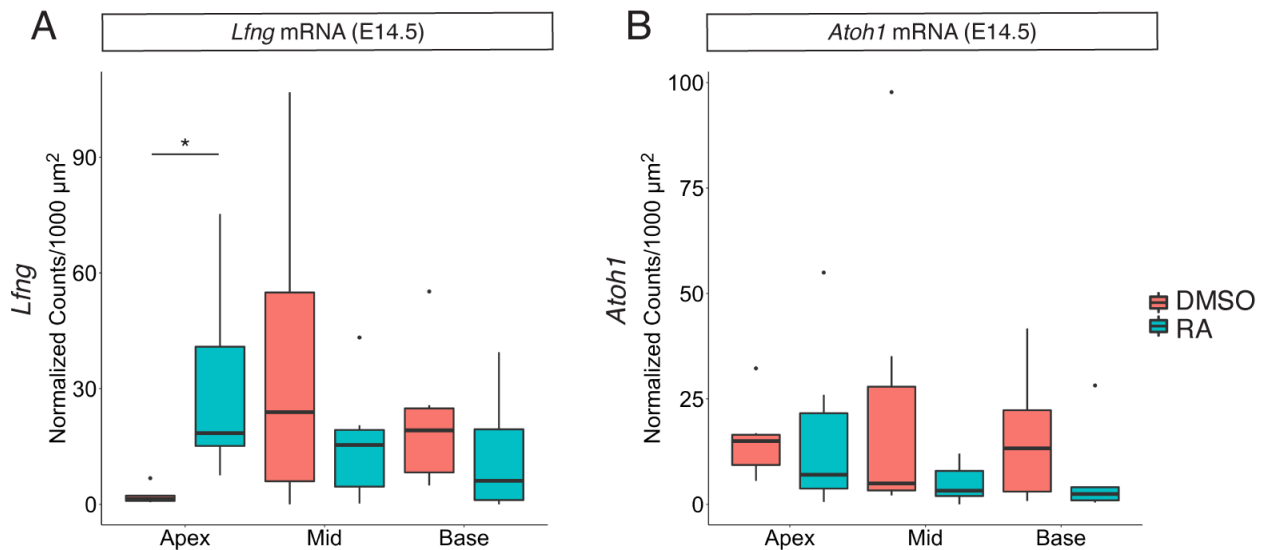 A
Lfng mRNA (E14.5)
Lfng
Normalized Counts/1000 µm²
90
60
30
0
*
Apex
Mid
Base
B
Atoh1 mRNA (E14.5)
Atoh1
Normalized Counts/1000 µm²
100
75
50
25
0
Apex
Mid
Base
DMSO
RA